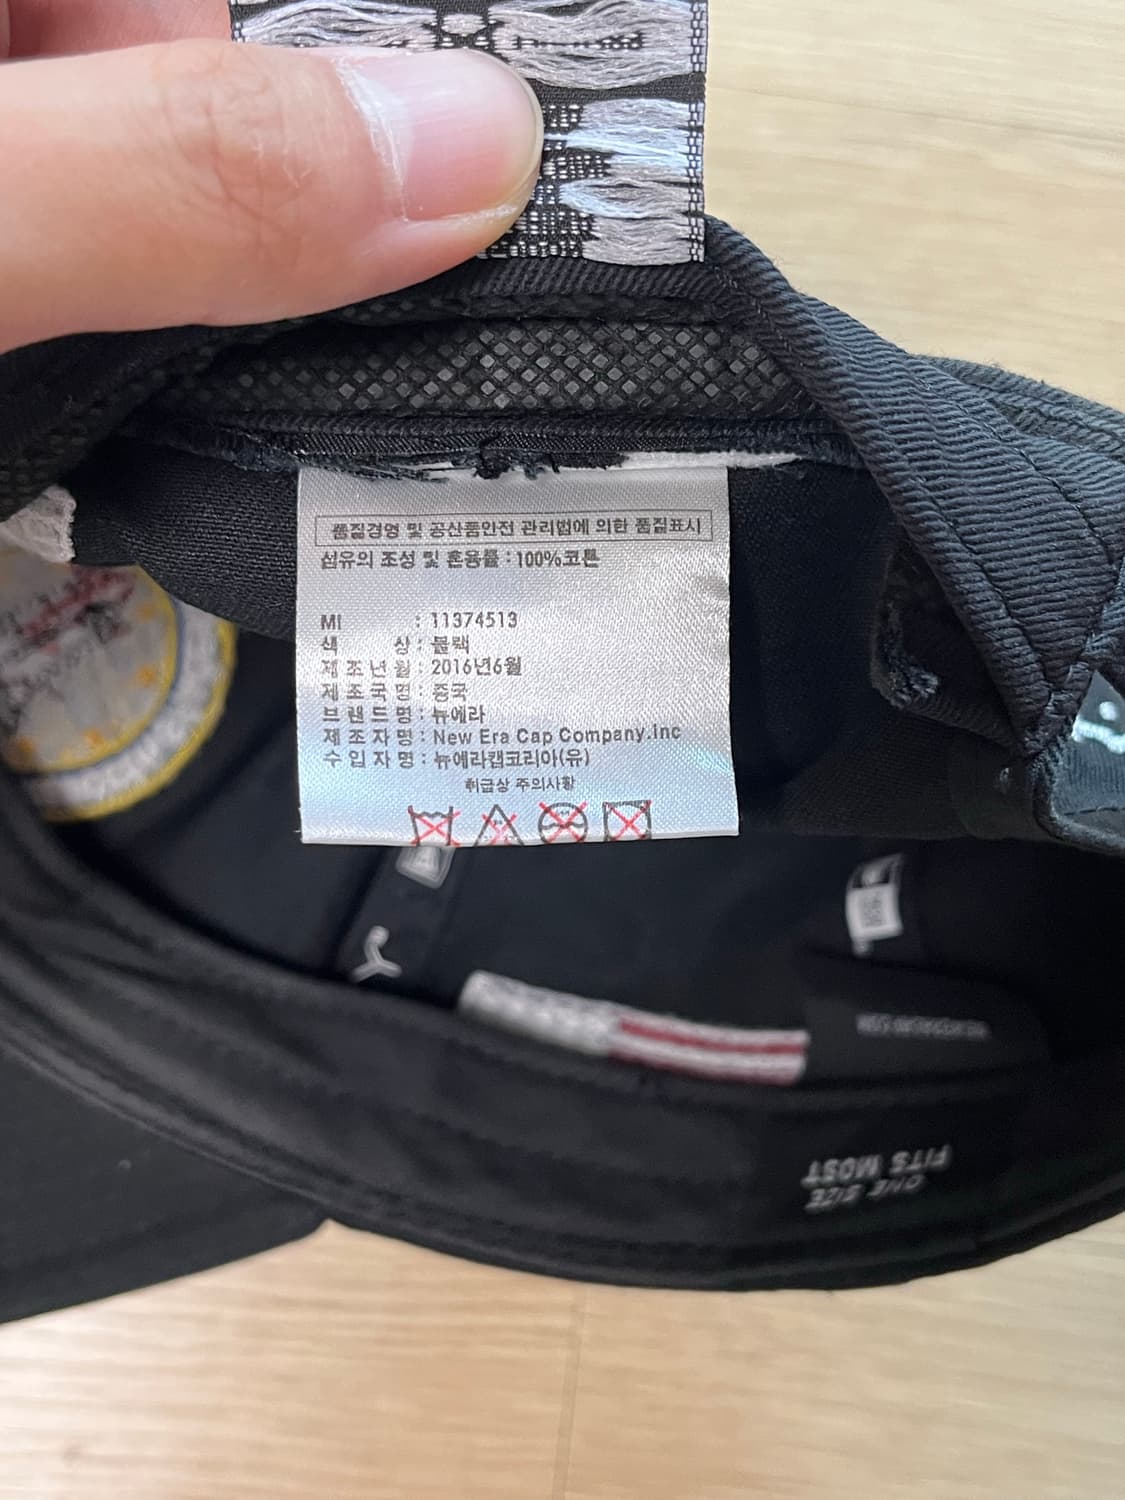 품질경영 및 공산품안전 관리법에 의한 품질표시
섬유의 조성 및 혼용률 : 100%코튼
MI : 11374513
색 상 : 블랙
제 조 년 월 : 2016년6월
제 조 국 명 : 중국
브 랜 드 명 : 뉴에라
제 조 자 명 : New Era Cap Company.Inc
수 입 자 명 : 뉴에라캡코리아(유)
취급상 주의사항
ONE SIZE
FITS MOST